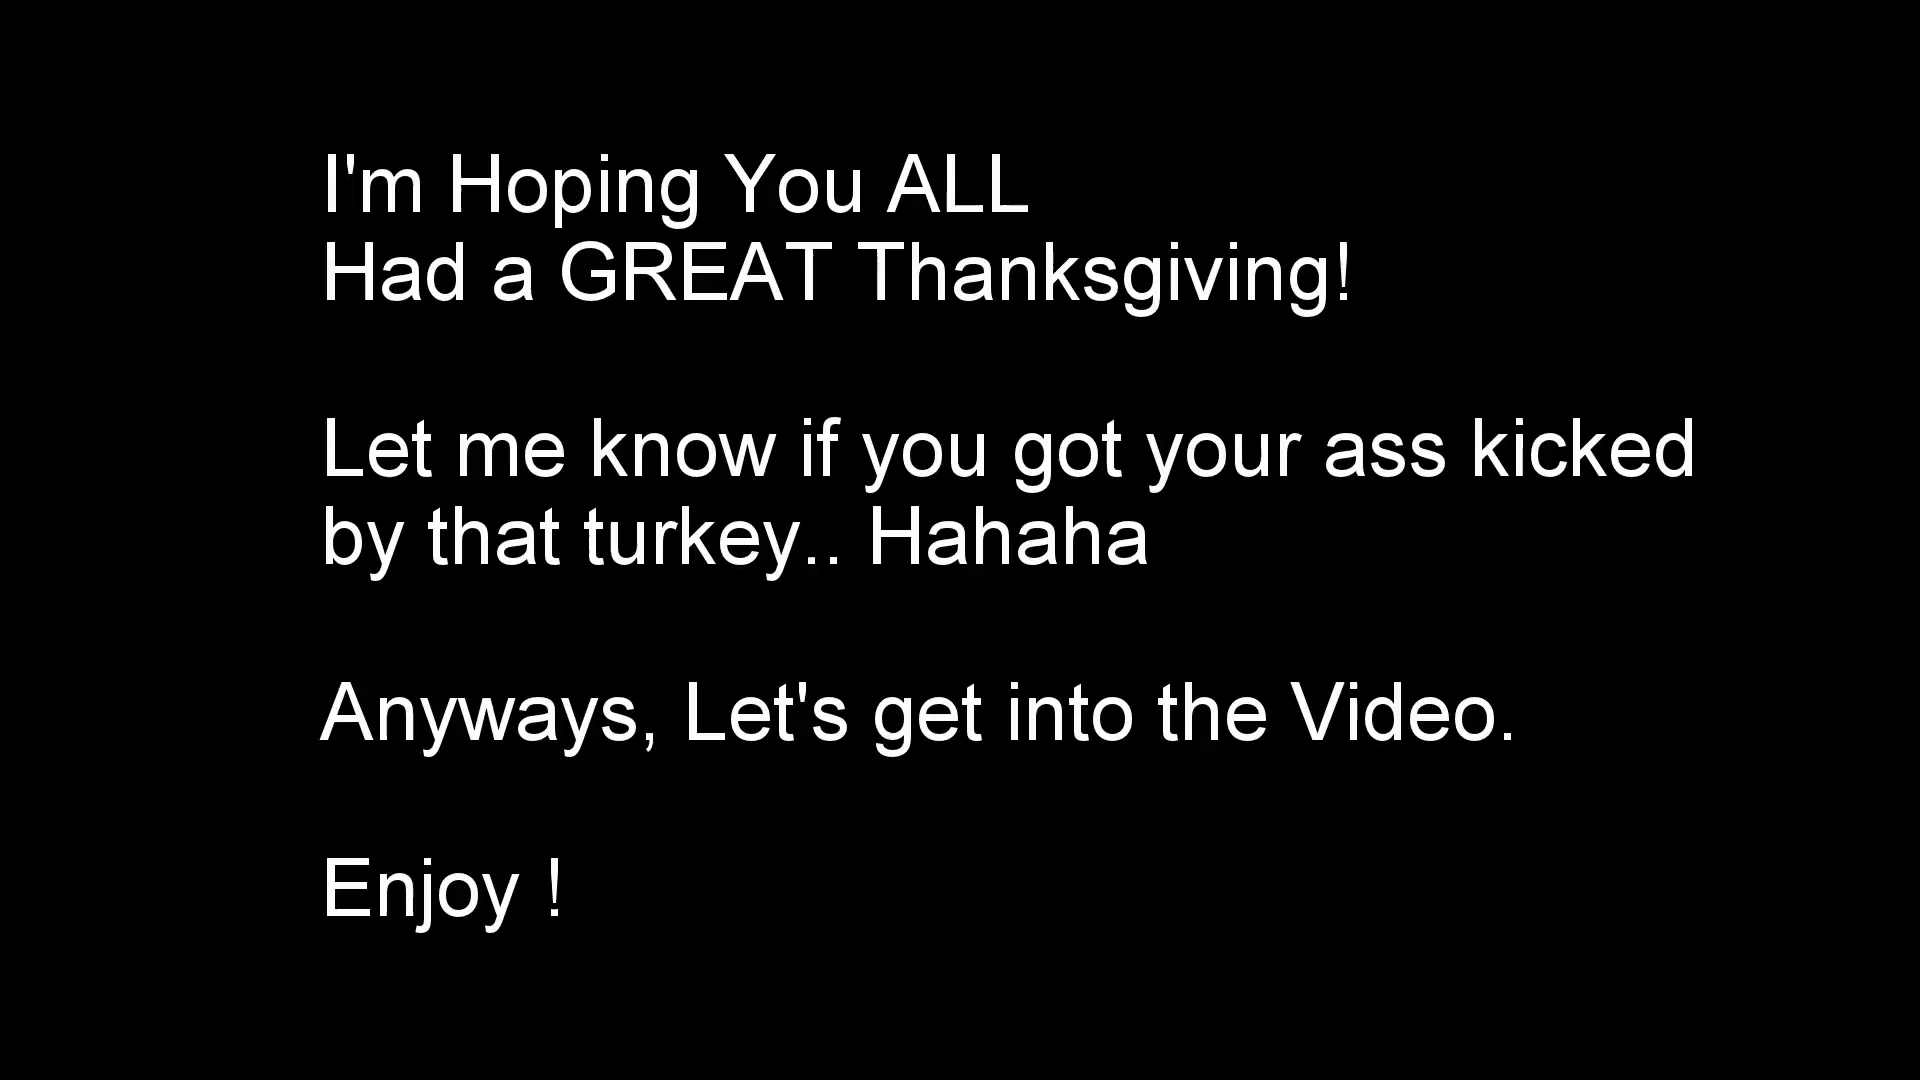 I'm Hoping You ALL
Had a GREAT Thanksgiving!
Let me know if you got your ass kicked
by that turkey.. Hahaha
Anyways, Let's get into the Video.
Enjoy !